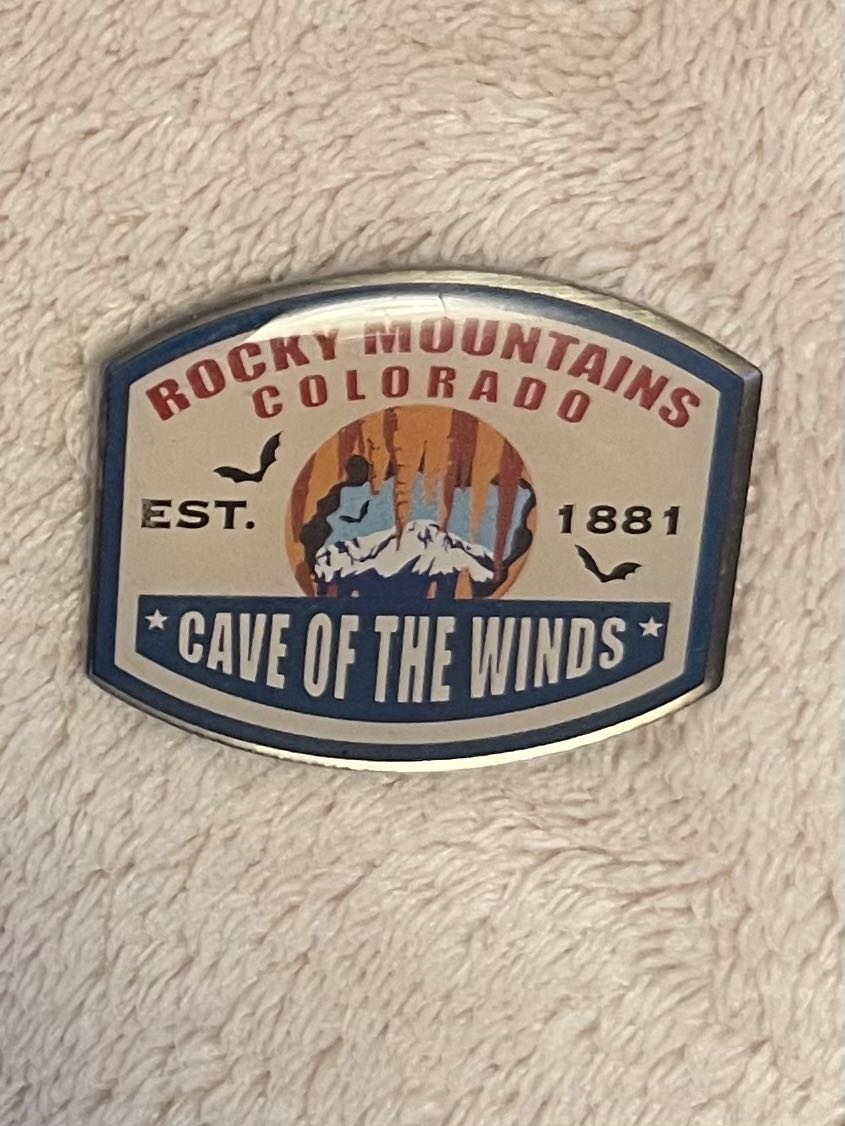 ROCKY MOUNTAINS
COLORADO
EST. 1881
CAVE OF THE WINDS